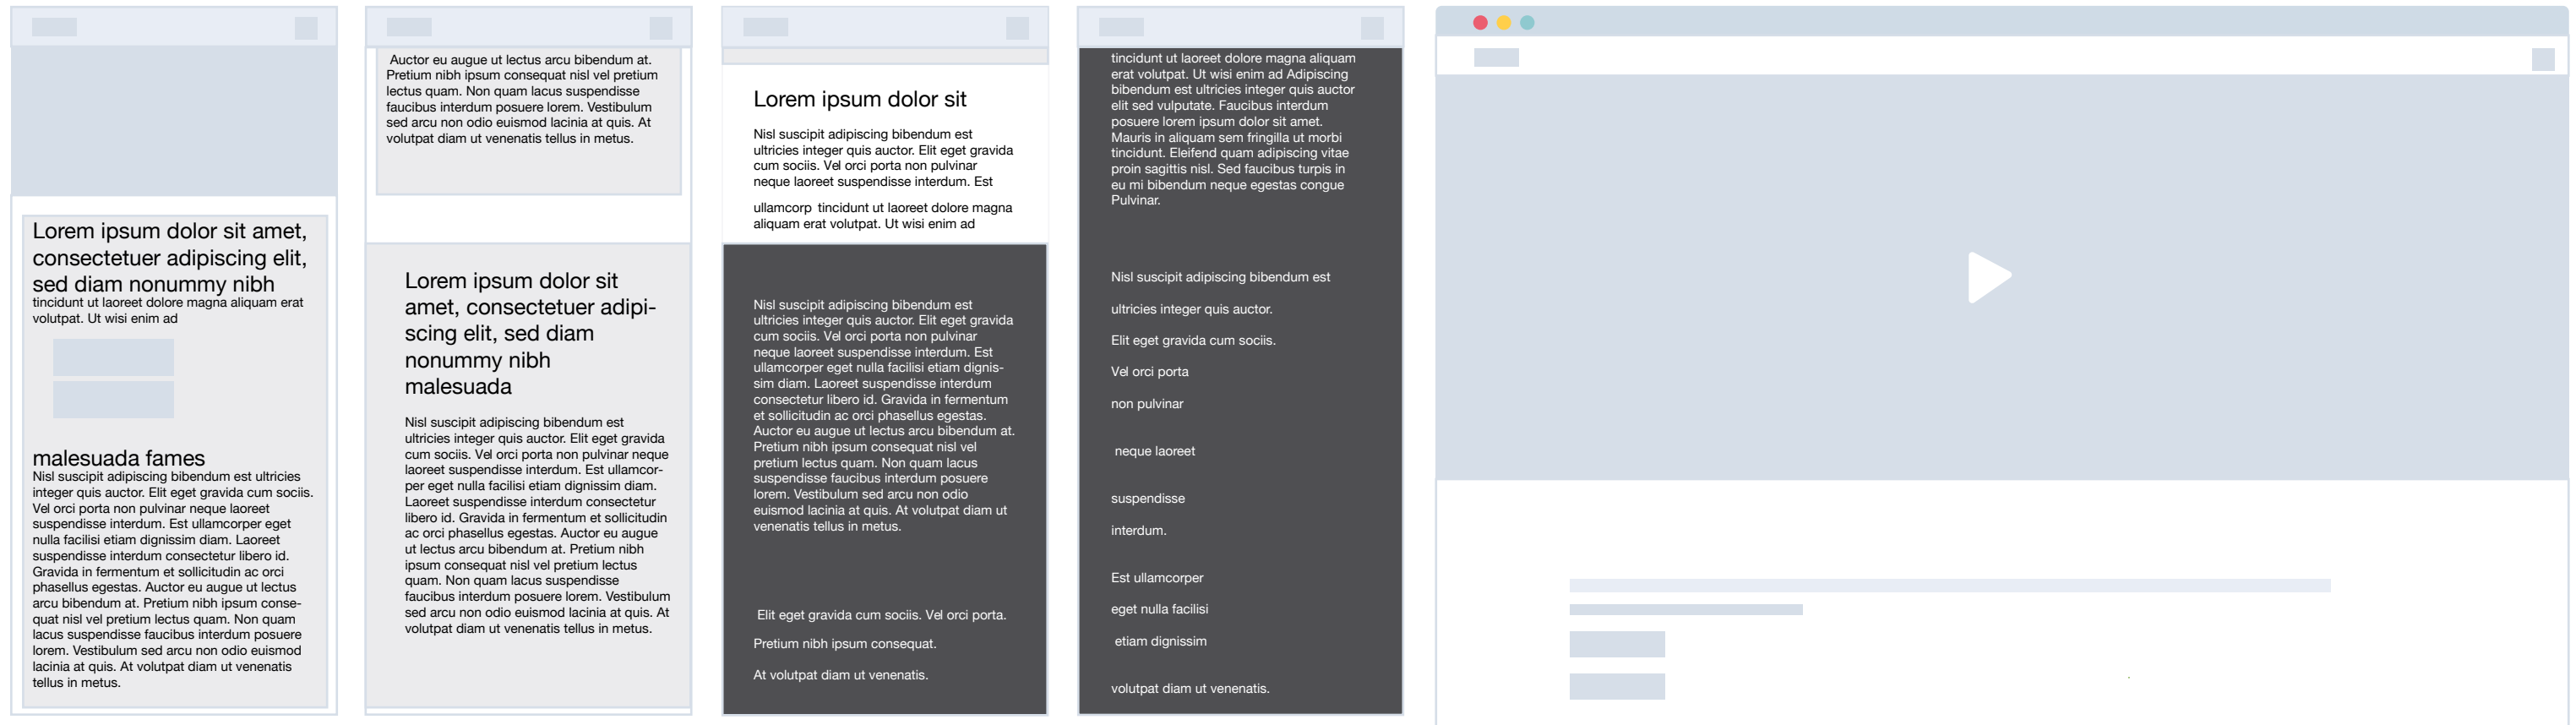 Lorem ipsum dolor sit amet,
consectetuer adipiscing elit,
sed diam nonummy nibh
tincidunt ut laoreet dolore magna aliquam erat
volutpat. Ut wisi enim ad
malesuada fames
Nisl suscipit adipiscing bibendum est ultricies
integer quis auctor. Elit eget gravida cum sociis.
Vel orci porta non pulvinar neque laoreet
suspendisse interdum. Est ullamcorper eget
nulla facilisi etiam dignissim diam. Laoreet
suspendisse interdum consectetur libero id.
Gravida in fermentum et sollicitudin ac orci
phasellus egestas. Auctor eu augue ut lectus
arcu bibendum at. Pretium nibh ipsum conse-
quat nisl vel pretium lectus quam. Non quam
lacus suspendisse faucibus interdum posuere
lorem. Vestibulum sed arcu non odio euismod
lacinia at quis. At volutpat diam ut venenatis
tellus in metus.
Auctor eu augue ut lectus arcu bibendum at.
Pretium nibh ipsum consequat nisl vel pretium
lectus quam. Non quam lacus suspendisse
faucibus interdum posuere lorem. Vestibulum
sed arcu non odio euismod lacinia at quis. At
volutpat diam ut venenatis tellus in metus.
Lorem ipsum dolor sit
amet, consectetuer adipi-
scing elit, sed diam
nonummy nibh
malesuada
Nisl suscipit adipiscing bibendum est
ultricies integer quis auctor. Elit eget gravida
cum sociis. Vel orci porta non pulvinar neque
laoreet suspendisse interdum. Est ullamcor-
per eget nulla facilisi etiam dignissim diam.
Laoreet suspendisse interdum consectetur
libero id. Gravida in fermentum et sollicitudin
ac orci phasellus egestas. Auctor eu augue
ut lectus arcu bibendum at. Pretium nibh
ipsum consequat nisl vel pretium lectus
quam. Non quam lacus suspendisse
faucibus interdum posuere lorem. Vestibulum
sed arcu non odio euismod lacinia at quis. At
volutpat diam ut venenatis tellus in metus.
Lorem ipsum dolor sit
Nisl suscipit adipiscing bibendum est
ultricies integer quis auctor. Elit eget gravida
cum sociis. Vel orci porta non pulvinar
neque laoreet suspendisse interdum. Est
ullamcorp tincidunt ut laoreet dolore magna
aliquam erat volutpat. Ut wisi enim ad
Nisl suscipit adipiscing bibendum est
ultricies integer quis auctor. Elit eget gravida
cum sociis. Vel orci porta non pulvinar
neque laoreet suspendisse interdum. Est
ullamcorper eget nulla facilisi etiam dignis-
sim diam. Laoreet suspendisse interdum
consectetur libero id. Gravida in fermentum
et sollicitudin ac orci phasellus egestas.
Auctor eu augue ut lectus arcu bibendum at.
Pretium nibh ipsum consequat nisl vel
pretium lectus quam. Non quam lacus
suspendisse faucibus interdum posuere
lorem. Vestibulum sed arcu non odio
euismod lacinia at quis. At volutpat diam ut
venenatis tellus in metus.
Elit eget gravida cum sociis. Vel orci porta.
Pretium nibh ipsum consequat.
At volutpat diam ut venenatis.
tincidunt ut laoreet dolore magna aliquam
erat volutpat. Ut wisi enim ad Adipiscing
bibendum est ultricies integer quis auctor
elit sed vulputate. Faucibus interdum
posuere lorem ipsum dolor sit amet.
Mauris in aliquam sem fringilla ut morbi
tincidunt. Eleifend quam adipiscing vitae
proin sagittis nisl. Sed faucibus turpis in
eu mi bibendum neque egestas congue
Pulvinar.
Nisl suscipit adipiscing bibendum est
ultricies integer quis auctor.
Elit eget gravida cum sociis.
Vel orci porta
non pulvinar
neque laoreet
suspendisse
interdum.
Est ullamcorper
eget nulla facilisi
etiam dignissim
volutpat diam ut venenatis.